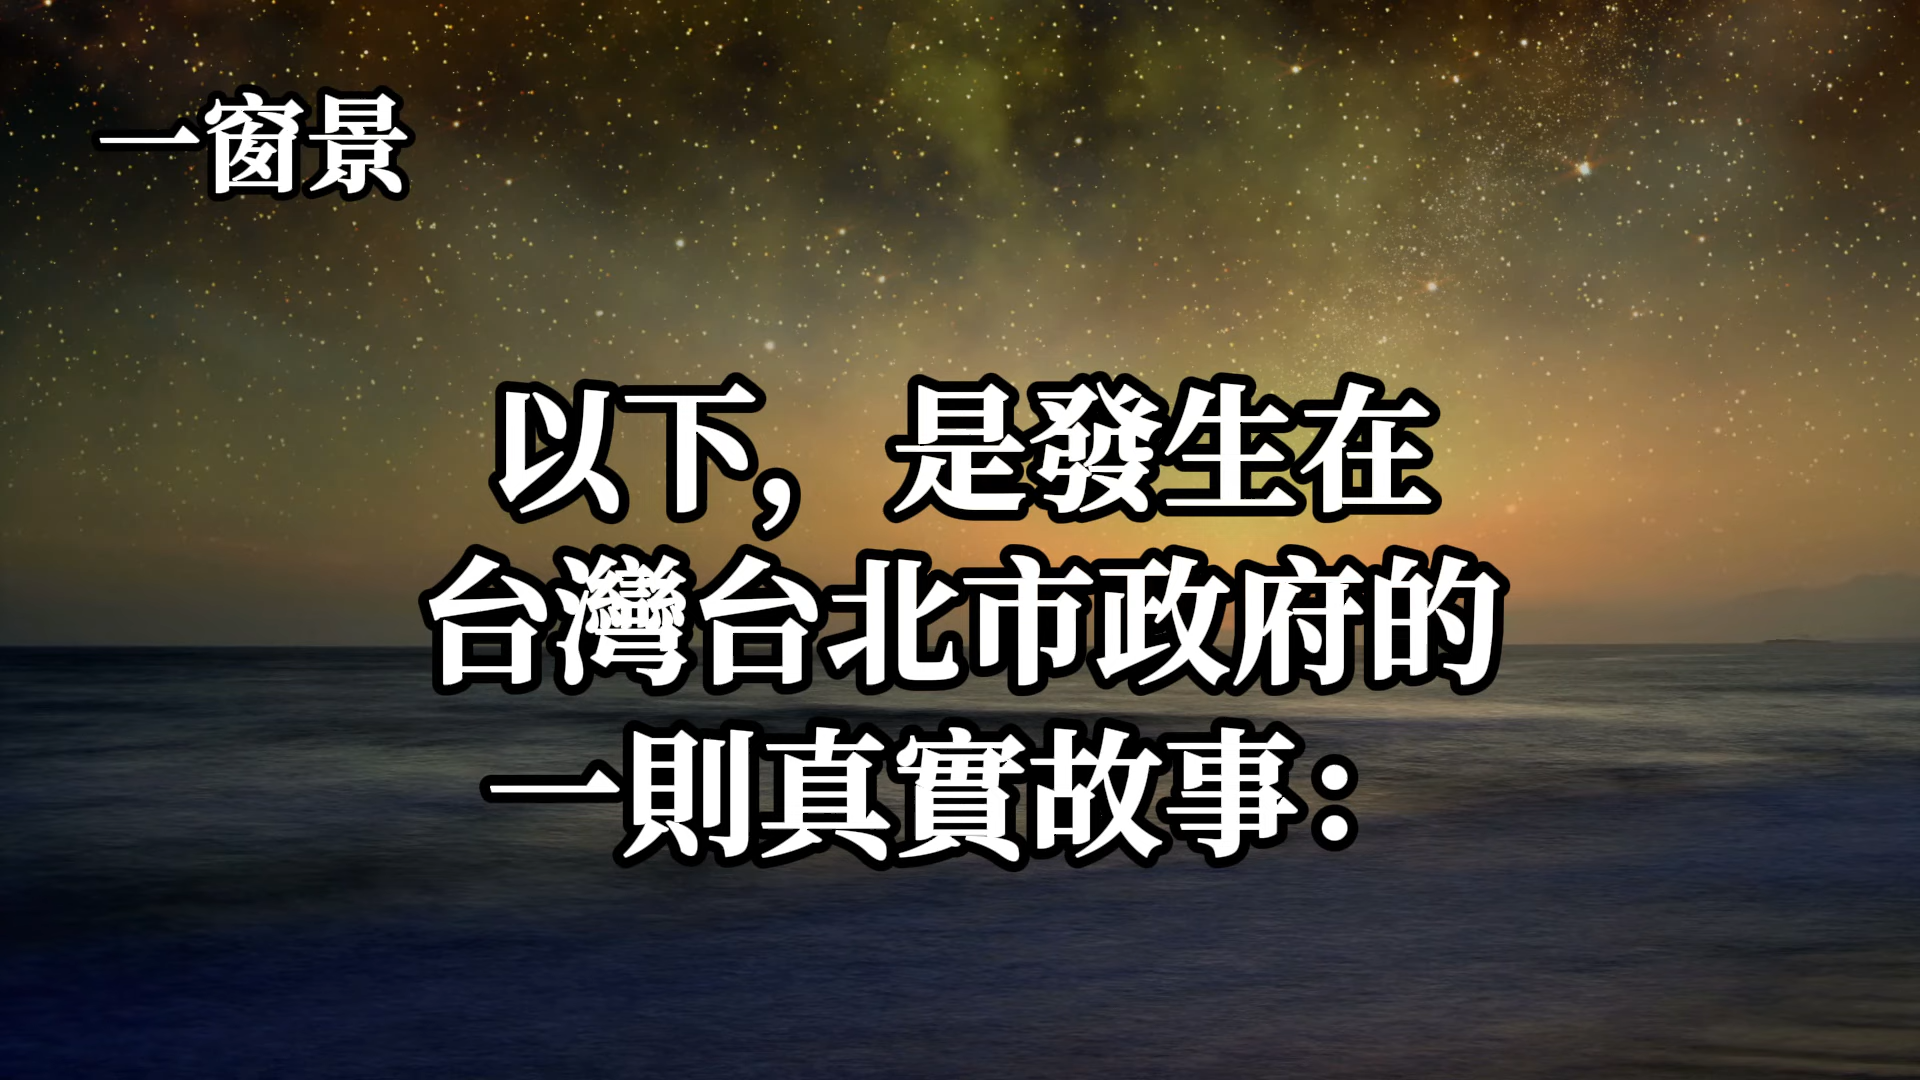 一窗景
以下，是發生在
台灣台北市政府的
一則真實故事：